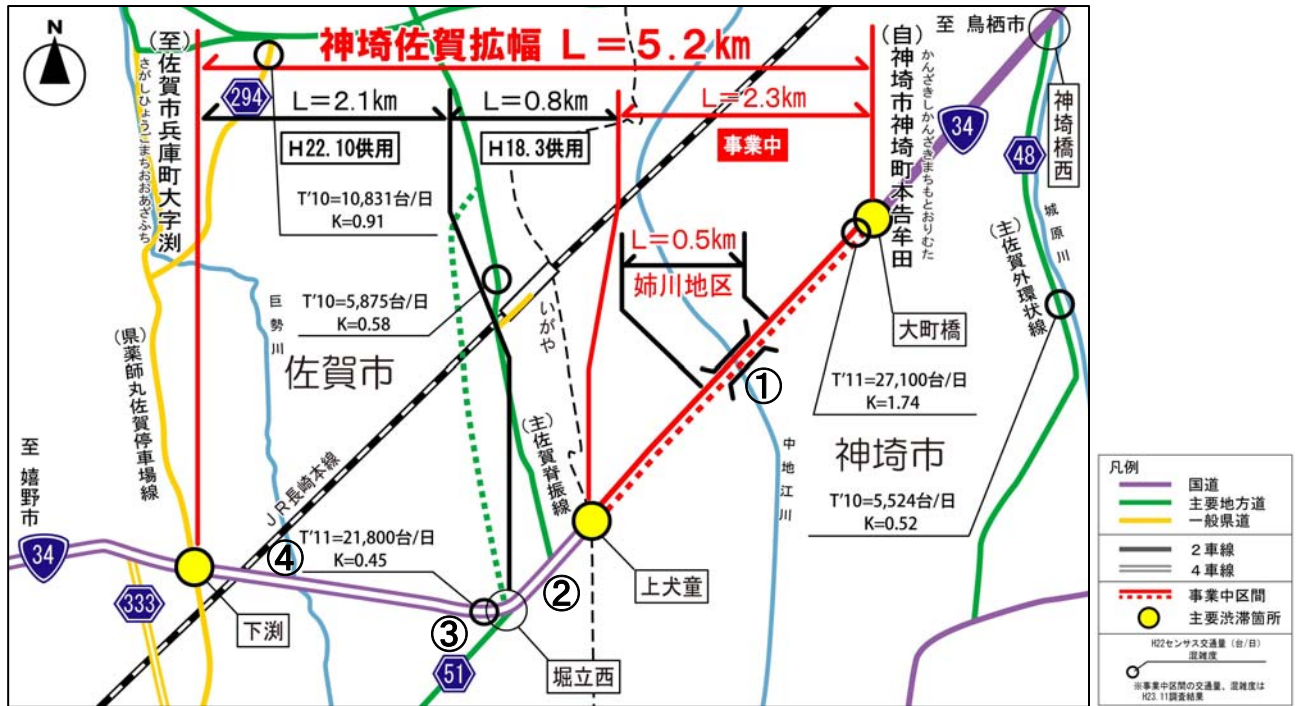 N
神埼佐賀拡幅 L=5.2km
(至)佐賀市兵庫町大字渕
さがしひょうごまちおおあざふち
(自)神埼市神埼町本告牟田
かんざきしかんざきまちもとおりむた
至 鳥栖市
神埼橋西
34
48
294
L=2.1km
L=0.8km
L=2.3km
H22.10供用
H18.3供用
事業中
T'10=10,831台/日
K=0.91
L=0.5km
姉川地区
城原川
(主)佐賀外環状線
T'10=5,875台/日
K=0.58
いがや
巨勢川
佐賀市
大町橋
①
T'11=27,100台/日
K=1.74
(県)薬師丸佐賀停車場線
神埼市
中地江川
T'10=5,524台/日
K=0.52
(主)佐賀脊振線
JR長崎本線
至 嬉野市
34
④
T'11=21,800台/日
K=0.45
②
上犬童
333
下渕
③
51
堀立西
凡例
国道
主要地方道
一般県道
2車線
4車線
事業中区間
主要渋滞箇所
H22センサス交通量(台/日)
混雑度
※事業中区間の交通量、混雑度は
H23.11調査結果